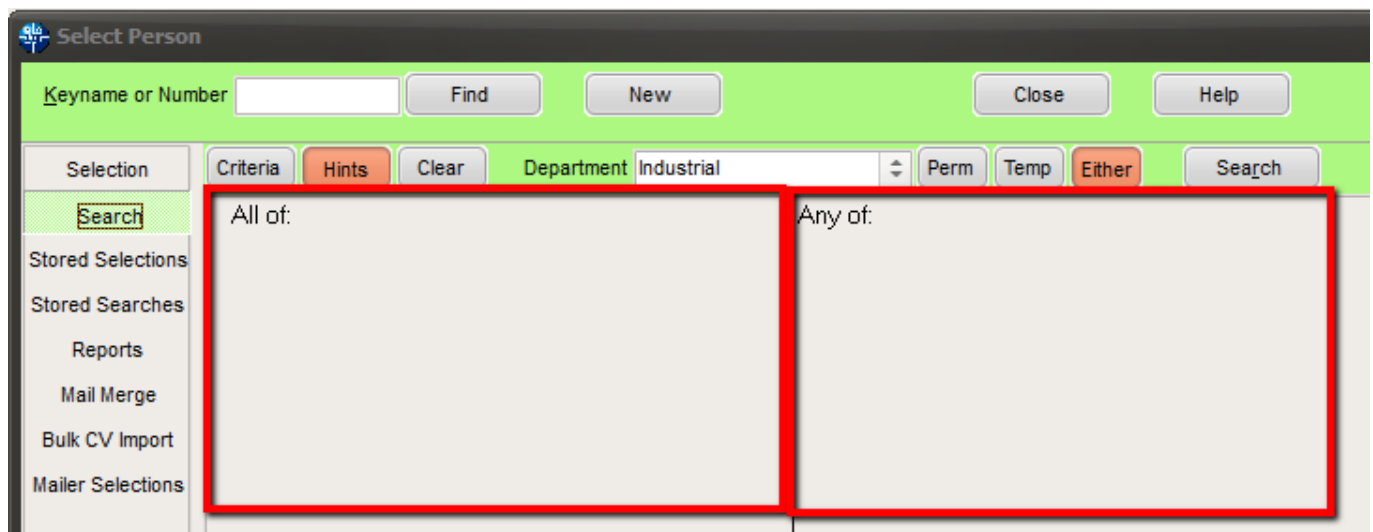 Select Person
Keyname or Number Find New Close Help
Selection Criteria Hints Clear Department Industrial Perm Temp Either Search
Search All of: Any of:
Stored Selections
Stored Searches
Reports
Mail Merge
Bulk CV Import
Mailer Selections